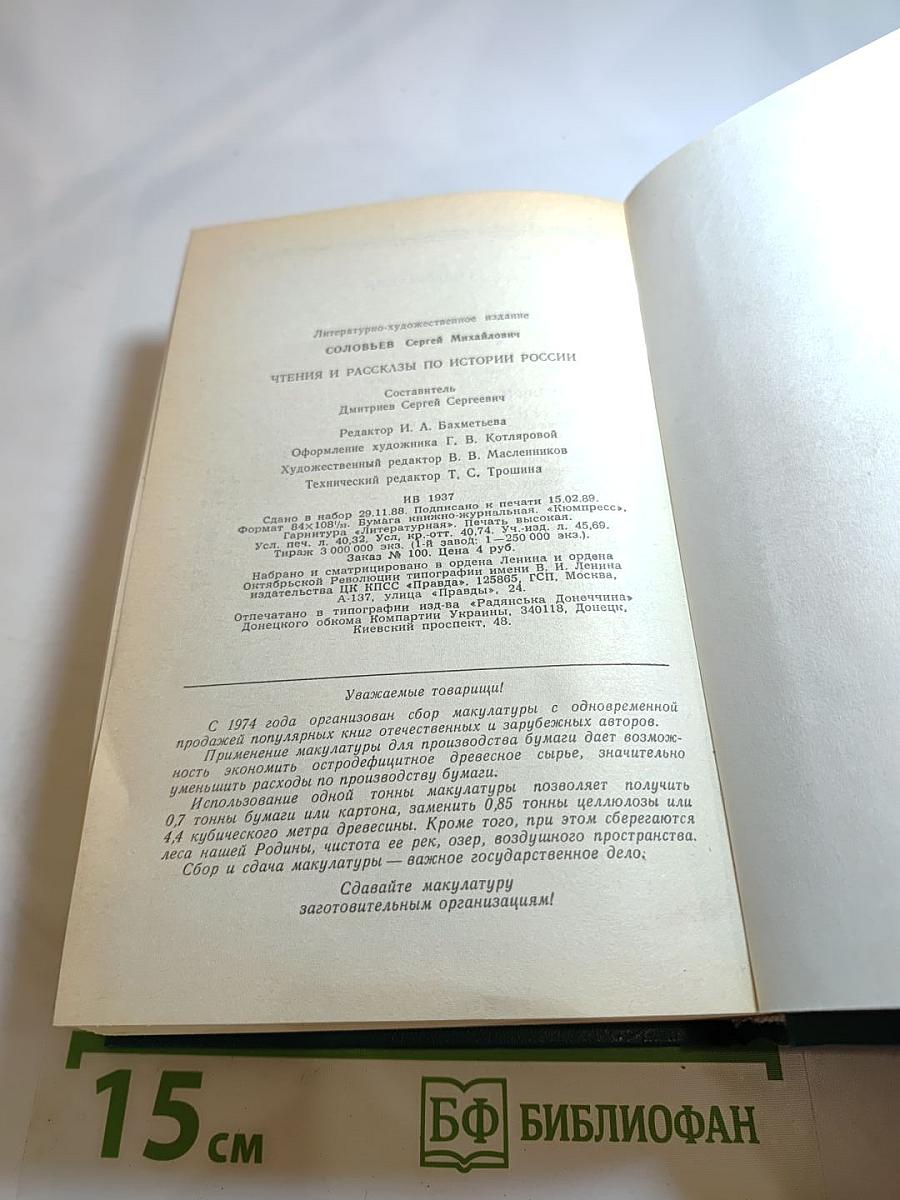 Литературно-художественное издание
СОЛОВЬЕВ Сергей Михайлович
ЧТЕНИЯ И РАССКАЗЫ ПО ИСТОРИИ РОССИИ
Составитель
Дмитриев Сергей Сергеевич
Редактор И. А. Бахметьева
Оформление художника Г. В. Котляровой
Художественный редактор В. В. Масленников
Технический редактор Т. С. Трошина
ИВ 1937
Сдано в набор 29.11.88. Подписано к печати 15.02.89.
Формат 84×108¹/₃₂. Бумага книжно-журнальная. «Кюмпресс»,
Гарнитура «Литературная». Печать высокая.
Усл. печ. л. 40,32. Усл. кр.-отт. 40,74. Уч.-изд. л. 45,69.
Тираж 3 000 000 экз. (1-й завод: 1—250 000 экз.).
Заказ № 100. Цена 4 руб.
Набрано и сматрицировано в ордена Ленина и ордена
Октябрьской Революции типографии имени В. И. Ленина
издательства ЦК КПСС «Правда», 125865, ГСП, Москва,
А-137, улица «Правды», 24.
Отпечатано в типографии изд-ва «Радянська Донеччина»
Донецкого обкома Компартии Украины, 340118, Донецк,
Киевский проспект, 48.
Уважаемые товарищи!
С 1974 года организован сбор макулатуры с одновременной
продажей популярных книг отечественных и зарубежных авторов.
Применение макулатуры для производства бумаги дает возмож-
ность экономить остродефицитное древесное сырье, значительно
уменьшить расходы по производству бумаги.
Использование одной тонны макулатуры позволяет получить
0,7 тонны бумаги или картона, заменить 0,85 тонны целлюлозы или
4,4 кубического метра древесины. Кроме того, при этом сберегаются
леса нашей Родины, чистота ее рек, озер, воздушного пространства.
Сбор и сдача макулатуры — важное государственное дело.
Сдавайте макулатуру
заготовительным организациям!
15 см
БФ БИБЛИОФАН